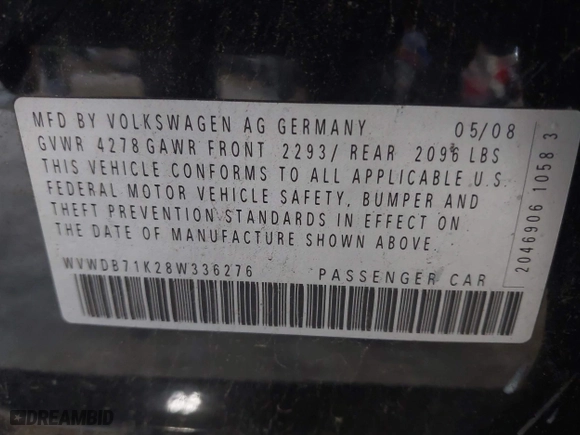 MFD BY VOLKSWAGEN AG GERMANY 05/08
GVWR 4278 GAWR FRONT 2293/ REAR 2096 LBS
THIS VEHICLE CONFORMS TO ALL APPLICABLE U.S.
FEDERAL MOTOR VEHICLE SAFETY, BUMPER AND
THEFT PREVENTION STANDARDS IN EFFECT ON
THE DATE OF MANUFACTURE SHOWN ABOVE.
WVWDB71K28W336276 PASSENGER CAR
2046906 1058 3
DREAMBID